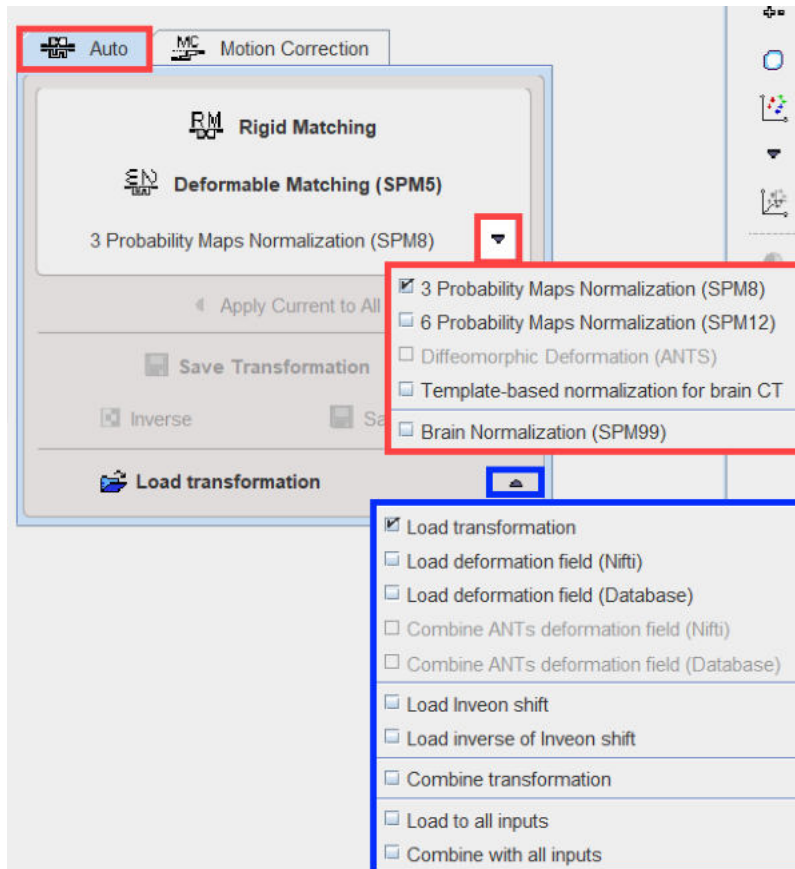 Auto
MC Motion Correction
RM Rigid Matching
Deformable Matching (SPM5)
3 Probability Maps Normalization (SPM8)
3 Probability Maps Normalization (SPM8)
6 Probability Maps Normalization (SPM12)
Diffeomorphic Deformation (ANTS)
Template-based normalization for brain CT
Brain Normalization (SPM99)
Apply Current to All
Save Transformation
Inverse
Sa
Load transformation
Load transformation
Load deformation field (Nifti)
Load deformation field (Database)
Combine ANTs deformation field (Nifti)
Combine ANTs deformation field (Database)
Load Inveon shift
Load inverse of Inveon shift
Combine transformation
Load to all inputs
Combine with all inputs